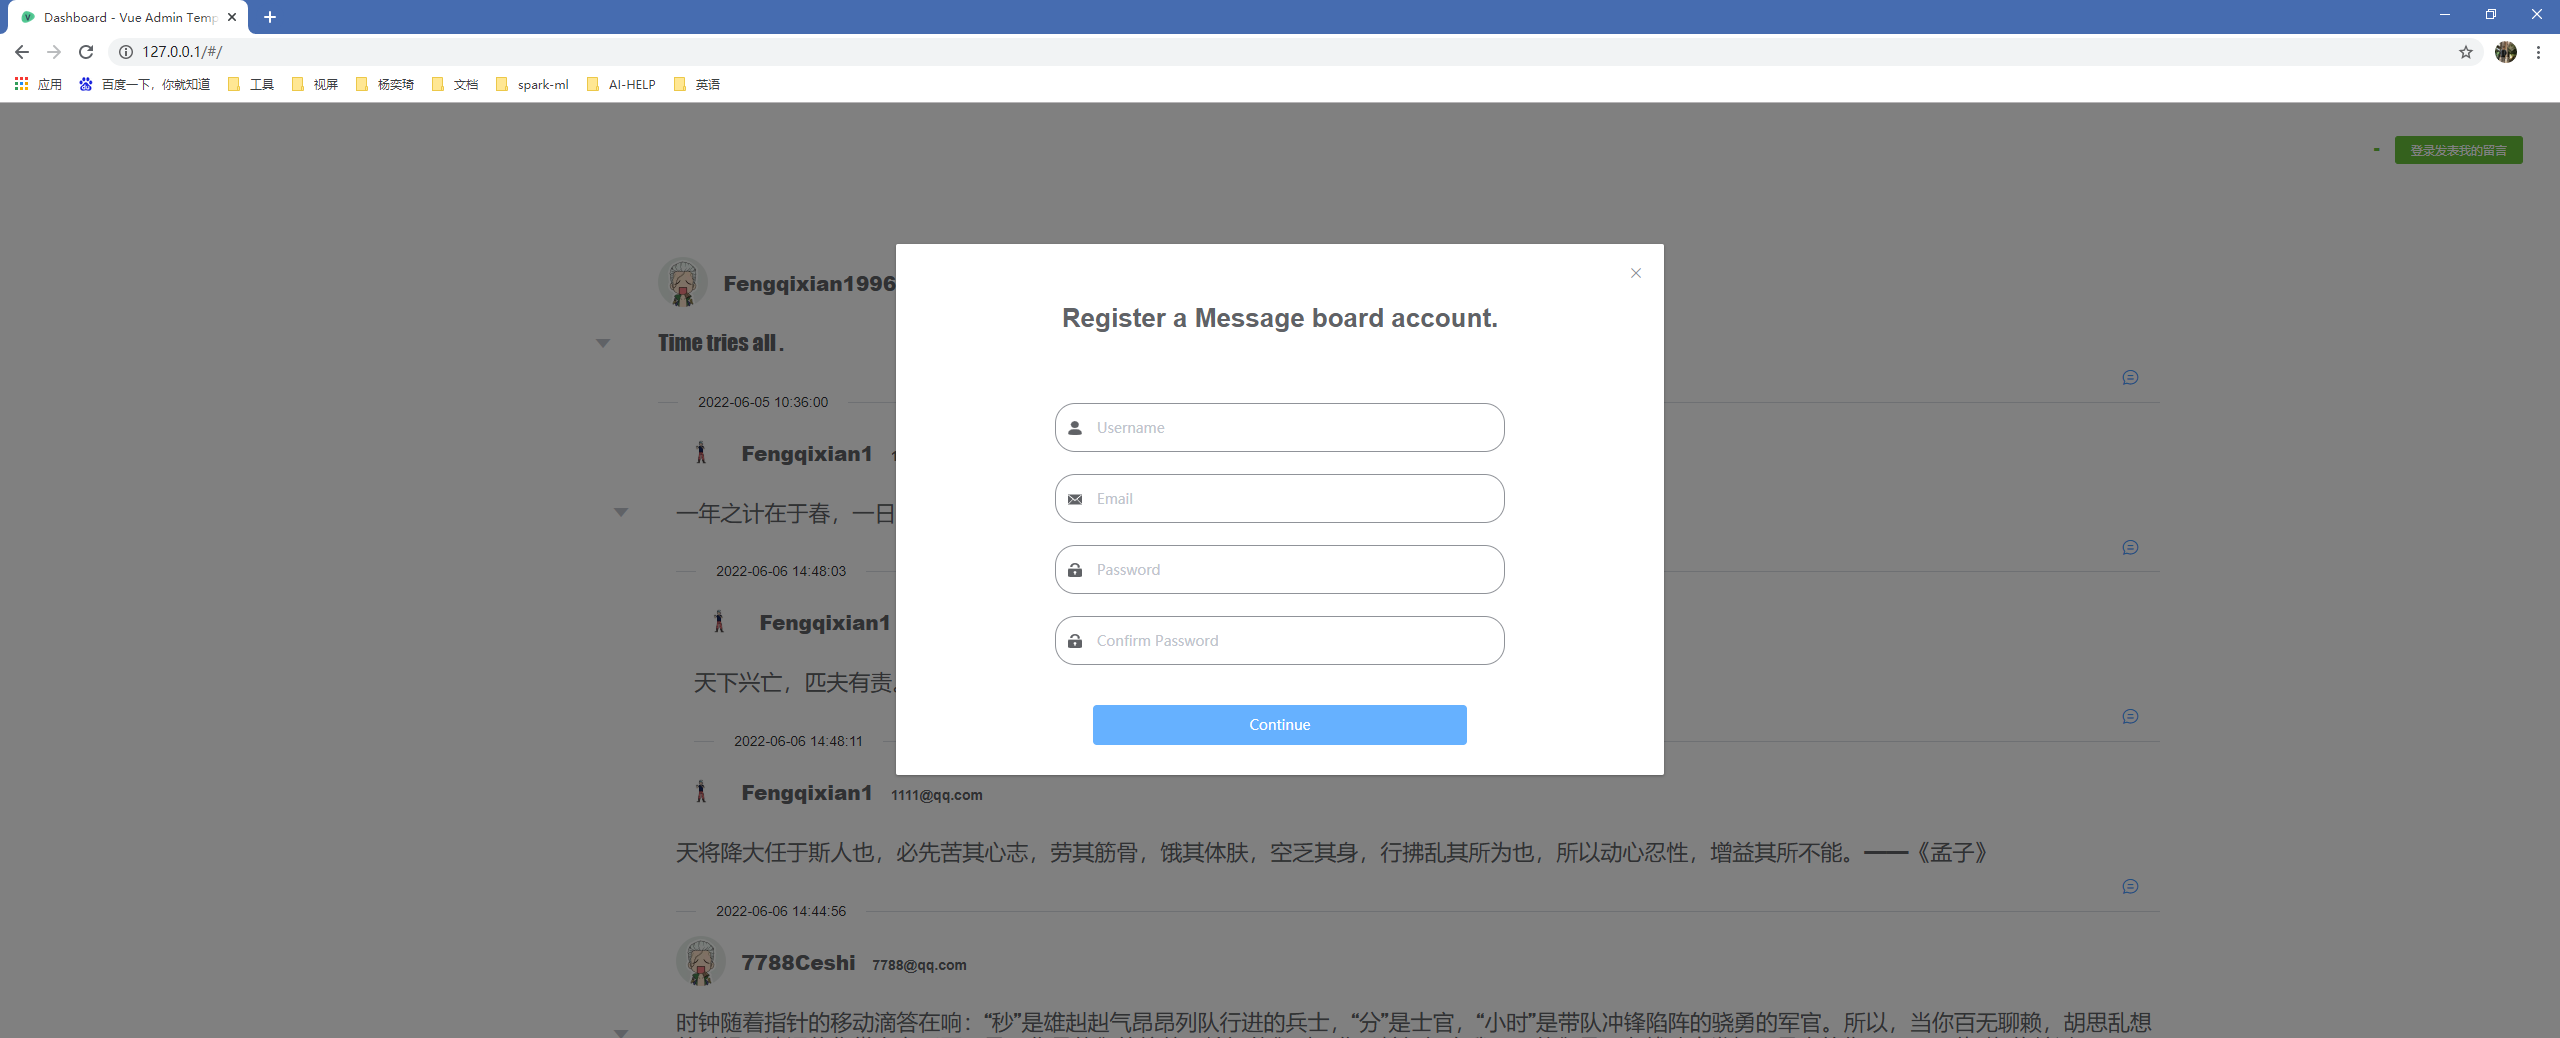 Dashboard - Vue Admin Temp
127.0.0.1/#/
应用 百度一下，你就知道 工具 视屏 杨奕琦 文档 spark-ml AI-HELP 英语
- 登录发表我的留言
Fengqixian1996
Register a Message board account.
Time tries all .
2022-06-05 10:36:00
Username
Fengqixian1
Email
一年之计在于春，一日
2022-06-06 14:48:03
Password
Fengqixian1
Confirm Password
天下兴亡，匹夫有责
Continue
2022-06-06 14:48:11
Fengqixian1 1111@qq.com
天将降大任于斯人也，必先苦其心志，劳其筋骨，饿其体肤，空乏其身，行拂乱其所为也，所以动心忍性，增益其所不能。——《孟子》
2022-06-06 14:44:56
7788Ceshi 7788@qq.com
时钟随着指针的移动滴答在响：“秒”是雄赳赳气昂昂列队行进的兵士，“分”是士官，“小时”是带队冲锋陷阵的骁勇的军官。所以，当你百无聊赖，胡思乱想